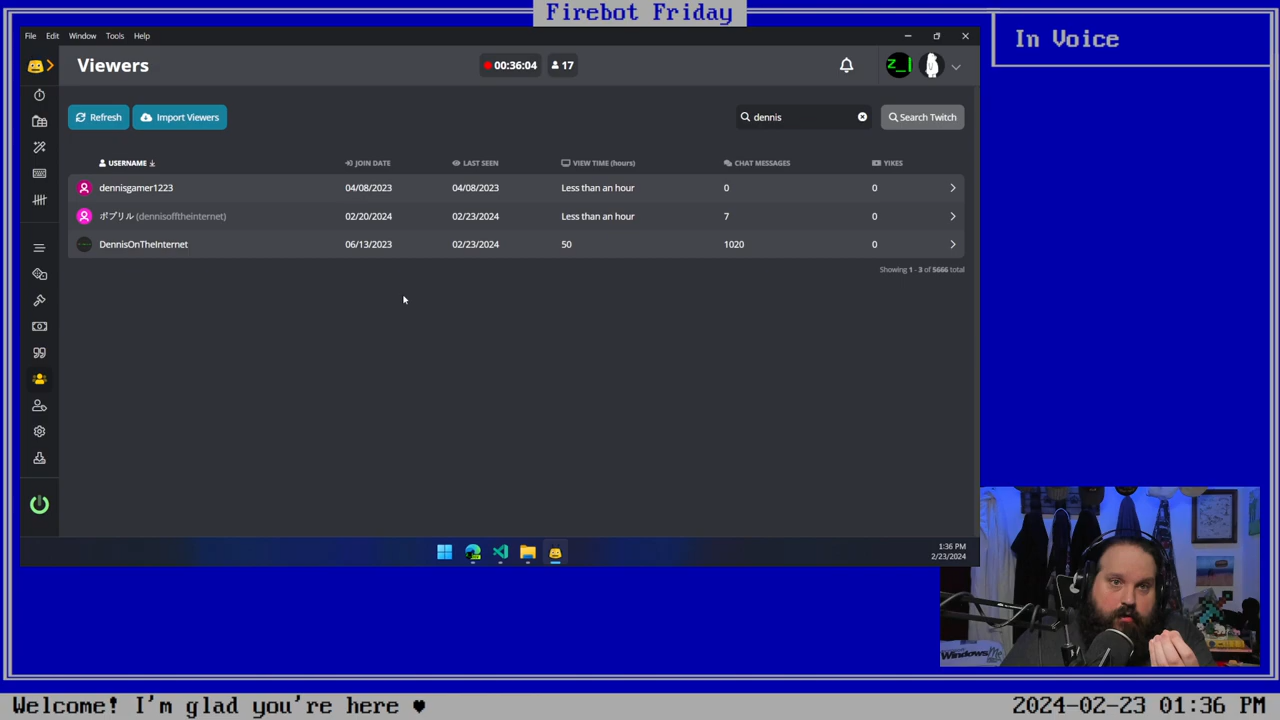 Firebot Friday
File Edit Window Tools Help
In Voice
Viewers
00:36:04
17
z_l
Refresh
Import Viewers
dennis
Search Twitch
USERNAME JOIN DATE LAST SEEN VIEW TIME (hours) CHAT MESSAGES YIKES
dennisgamer1223 04/08/2023 04/08/2023 Less than an hour 0 0
ポプリル (dennisofftheinternet) 02/20/2024 02/23/2024 Less than an hour 7 0
DennisOnTheInternet 06/13/2023 02/23/2024 50 1020 0
Showing 1 - 3 of 5666 total
1:36 PM
2/23/2024
Windows Me
Welcome! I'm glad you're here ♥
2024-02-23 01:36 PM